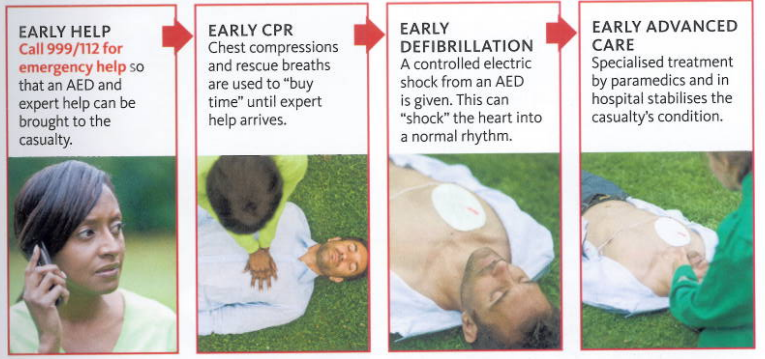 EARLY HELP
Call 999/112 for
emergency help so
that an AED and
expert help can be
brought to the
casualty.
EARLY CPR
Chest compressions
and rescue breaths
are used to “buy
time” until expert
help arrives.
EARLY
DEFIBRILLATION
A controlled electric
shock from an AED
is given. This can
“shock” the heart into
a normal rhythm.
EARLY ADVANCED
CARE
Specialised treatment
by paramedics and in
hospital stabilises the
casualty’s condition.